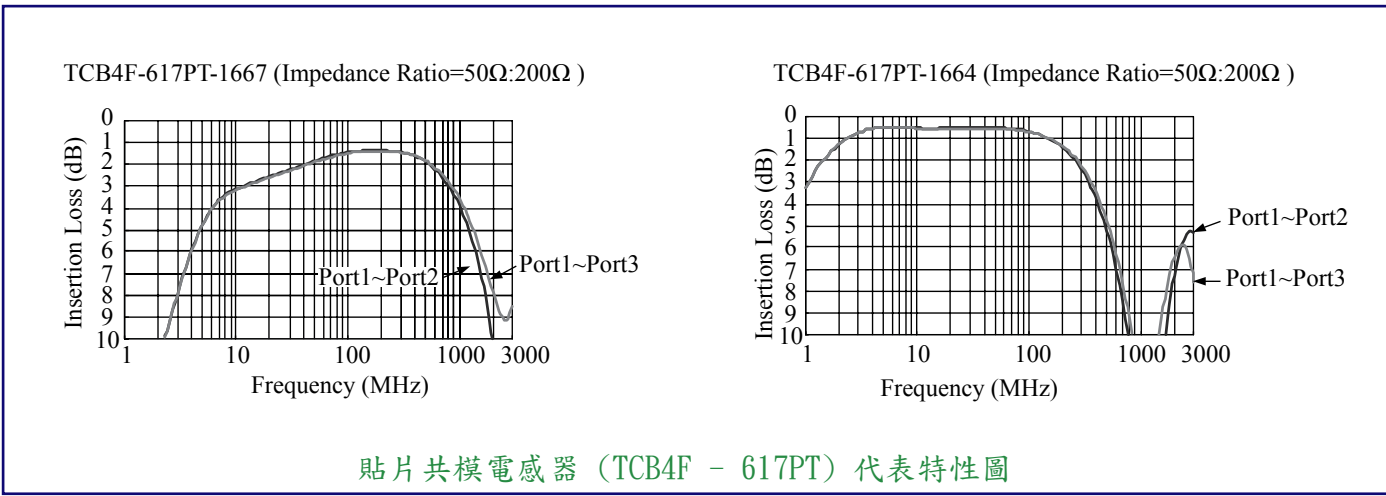 TCB4F-617PT-1667 (Impedance Ratio=50Ω:200Ω )
Insertion Loss (dB)
0
1
2
3
4
5
6
7
8
9
10
Port1~Port2
Port1~Port3
1
10
100
1000
3000
Frequency (MHz)
TCB4F-617PT-1664 (Impedance Ratio=50Ω:200Ω )
Insertion Loss (dB)
0
1
2
3
4
5
6
7
8
9
10
Port1~Port2
Port1~Port3
1
10
100
1000
3000
Frequency (MHz)
貼片共模電感器 (TCB4F - 617PT) 代表特性圖